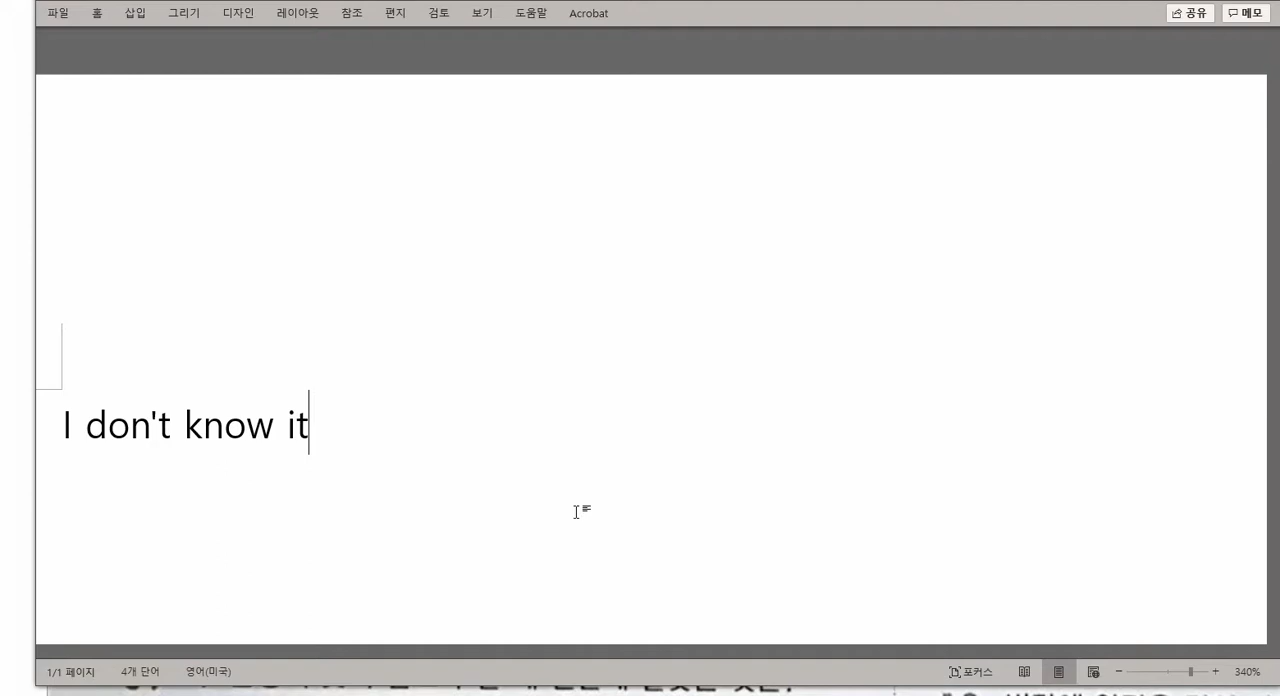 파일 홈 삽입 그리기 디자인 레이아웃 참조 편지 검토 보기 도움말 Acrobat 공유 메모
I don't know it
1/1 페이지 4개 단어 영어(미국) 포커스 340%